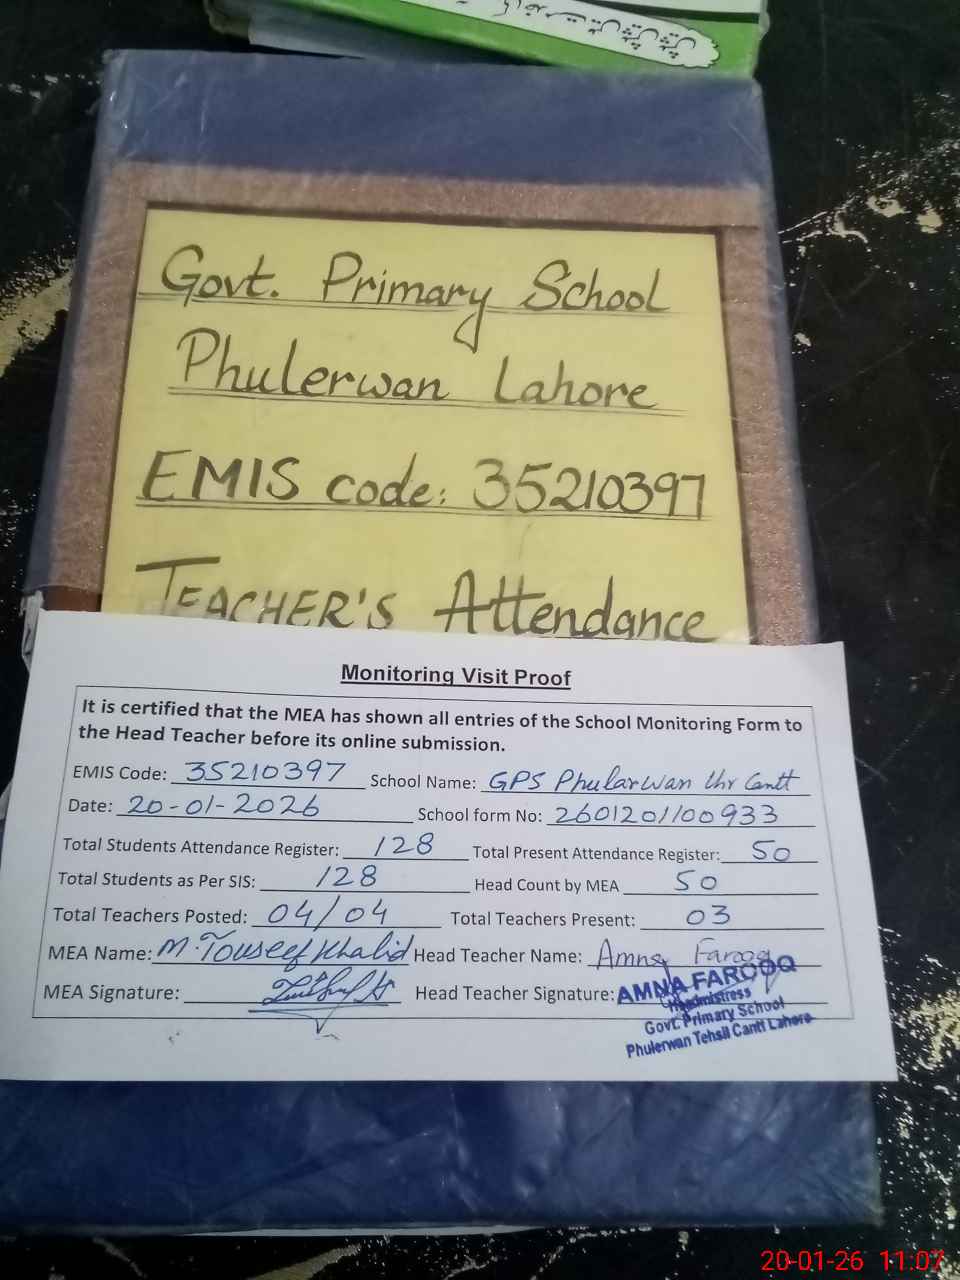 Govt. Primary School
Phulerwan Lahore
EMIS code: 35210397
TEACHER'S Attendance
Monitoring Visit Proof
It is certified that the MEA has shown all entries of the School Monitoring Form to
the Head Teacher before its online submission.
EMIS Code: 35210397 School Name: GPS Phularwan Lhr Cantt
Date: 20-01-2026 School form No: 2601201100933
Total Students Attendance Register: 128 Total Present Attendance Register: 50
Total Students as Per SIS: 128 Head Count by MEA 50
Total Teachers Posted: 04/04 Total Teachers Present: 03
MEA Name: M. Touseef Khalid Head Teacher Name: Amna Farooq
MEA Signature: Head Teacher Signature:
AMNA FAROOQ
Headmistress
Govt. Primary School
Phulerwan Tehsil Cantt Lahore
20-01-26 11:07